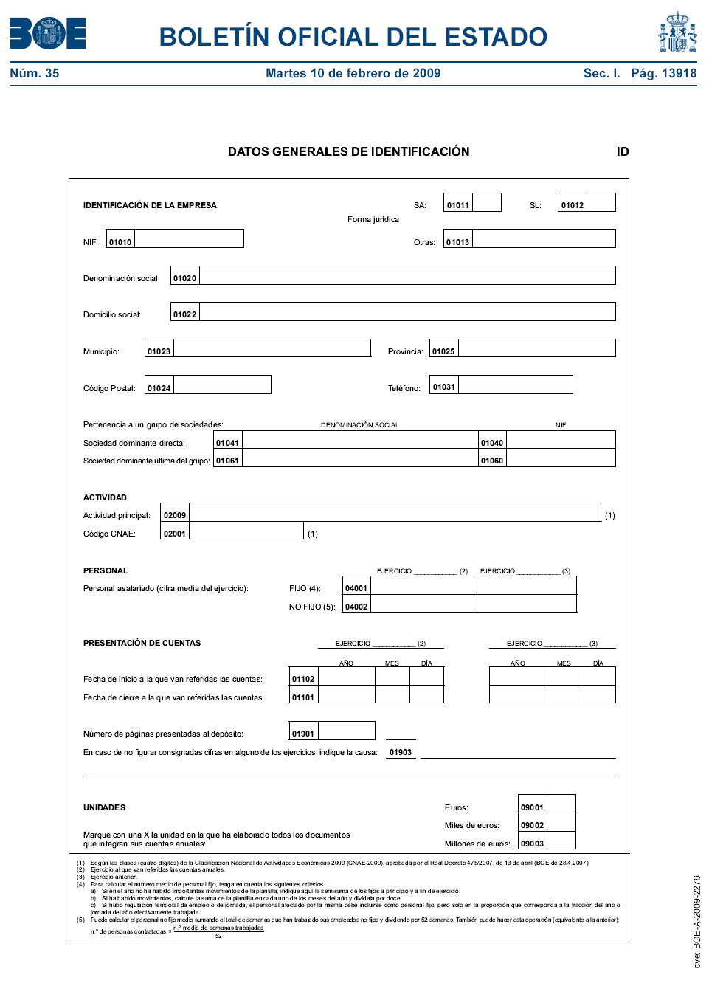 BOE
BOLETÍN OFICIAL DEL ESTADO
Núm. 35 Martes 10 de febrero de 2009 Sec. I. Pág. 13918
DATOS GENERALES DE IDENTIFICACIÓN ID
IDENTIFICACIÓN DE LA EMPRESA SA: 01011 SL: 01012
Forma jurídica
NIF: 01010 Otras: 01013
Denominación social: 01020
Domicilio social: 01022
Municipio: 01023 Provincia: 01025
Código Postal: 01024 Teléfono: 01031
Pertenencia a un grupo de sociedades: DENOMINACIÓN SOCIAL NIF
Sociedad dominante directa: 01041 01040
Sociedad dominante última del grupo: 01061 01060
ACTIVIDAD
Actividad principal: 02009 (1)
Código CNAE: 02001 (1)
PERSONAL EJERCICIO ____________ (2) EJERCICIO ____________ (3)
Personal asalariado (cifra media del ejercicio): FIJO (4): 04001
NO FIJO (5): 04002
PRESENTACIÓN DE CUENTAS EJERCICIO ____________ (2) EJERCICIO ____________ (3)
AÑO MES DÍA AÑO MES DÍA
Fecha de inicio a la que van referidas las cuentas: 01102
Fecha de cierre a la que van referidas las cuentas: 01101
Número de páginas presentadas al depósito: 01901
En caso de no figurar consignadas cifras en alguno de los ejercicios, indique la causa: 01903
UNIDADES Euros: 09001
Miles de euros: 09002
Marque con una X la unidad en la que ha elaborado todos los documentos
que integran sus cuentas anuales: Millones de euros: 09003
(1) Según las clases (cuatro dígitos) de la Clasificación Nacional de Actividades Económicas 2009 (CNAE-2009), aprobada por el Real Decreto 475/2007, de 13 de abril (BOE de 28.4.2007).
(2) Ejercicio al que van referidas las cuentas anuales.
(3) Ejercicio anterior.
(4) Para calcular el número medio de personal fijo, tenga en cuenta los siguientes criterios:
a) Si en el año no ha habido importantes movimientos de la plantilla, indique aquí la semisuma de los fijos a principio y a fin de ejercicio.
b) Si ha habido movimientos, calcule la suma de la plantilla en cada uno de los meses del año y divídala por doce.
c) Si hubo regulación temporal de empleo o de jornada, el personal afectado por la misma debe incluirse como personal fijo, pero solo en la proporción que corresponda a la fracción del año o
jornada del año efectivamente trabajada.
(5) Puede calcular el personal no fijo medio sumando el total de semanas que han trabajado sus empleados no fijos y dividendo por 52 semanas. También puede hacer esta operación (equivalente a la anterior):
n.º de personas contratadas × n.º medio de semanas trabajadas
52
cve: BOE-A-2009-2276